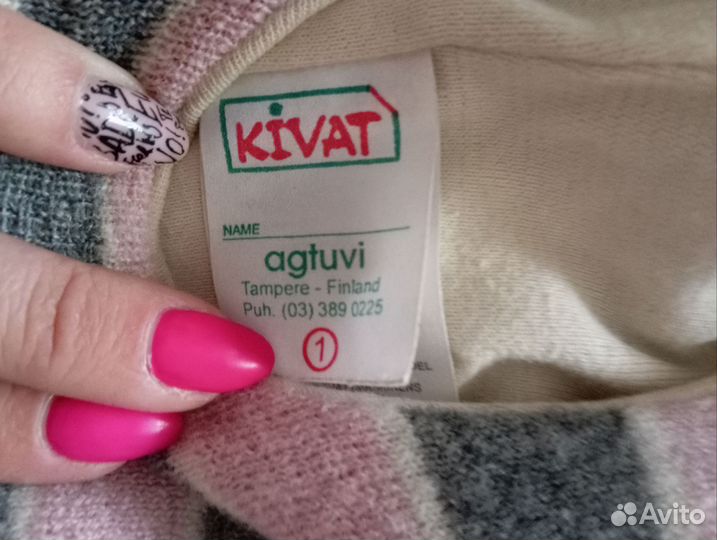 KiVAT
NAME
agtuvi
Tampere - Finland
Puh. (03) 389 0225
1
Avito